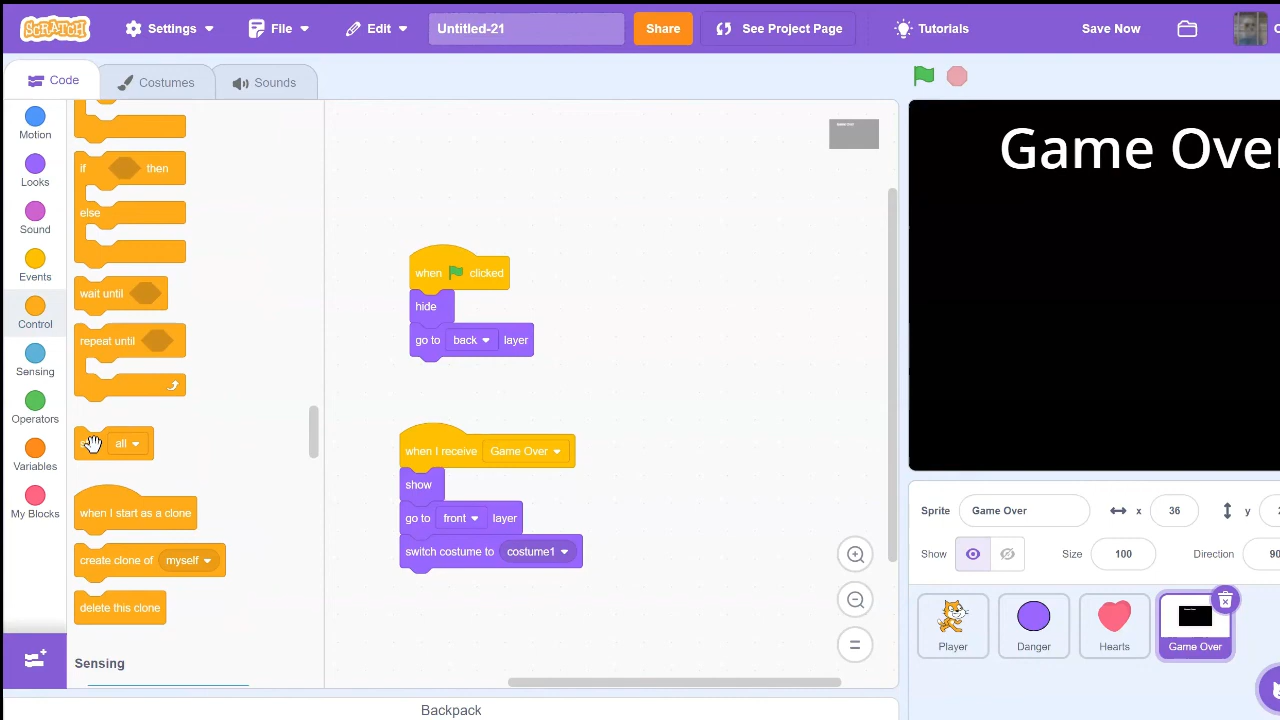 SCRATCH
Settings
File
Edit
Untitled-21
Share
See Project Page
Tutorials
Save Now
Code
Costumes
Sounds
Motion
Looks
Sound
Events
Control
Sensing
Operators
Variables
My Blocks
if then
else
wait until
repeat until
all
when I start as a clone
create clone of myself
delete this clone
Sensing
when clicked
hide
go to back layer
when I receive Game Over
show
go to front layer
switch costume to costume1
Backpack
Game Over
Sprite Game Over x 36 y
Show Size 100 Direction 90
Player
Danger
Hearts
Game Over